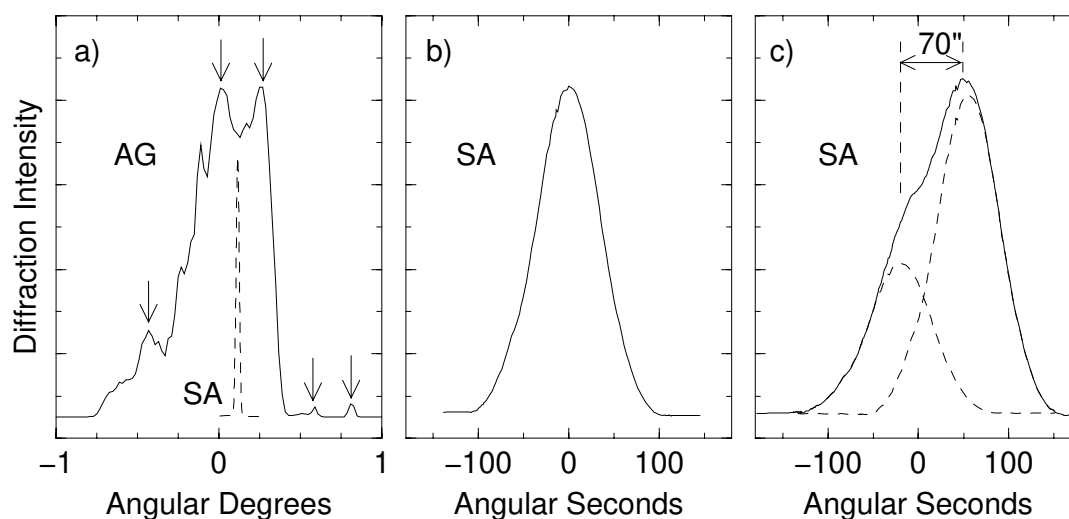 Diffraction Intensity
a)
AG
SA
−1
0
1
Angular Degrees
b)
SA
−100
0
100
Angular Seconds
c)
70"
SA
−100
0
100
Angular Seconds